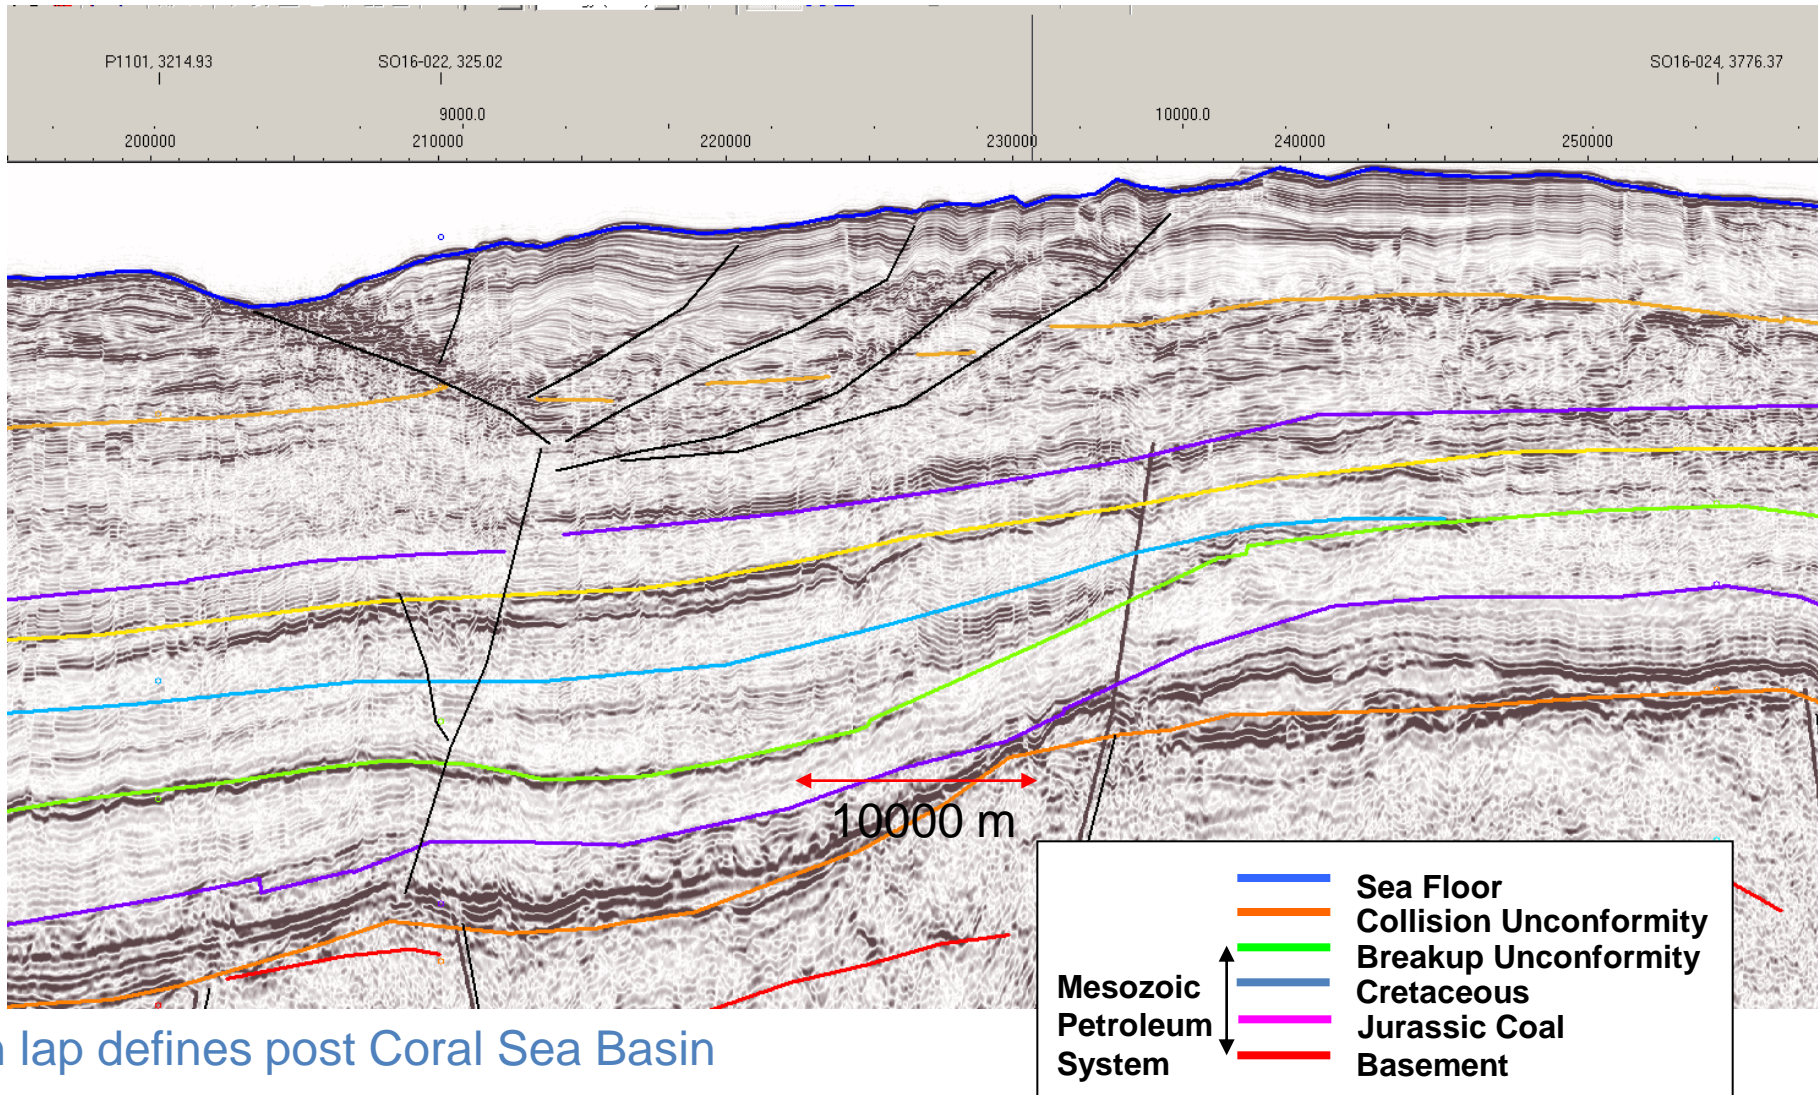 P1101, 3214.93
SO16-022, 325.02
SO16-024, 3776.37
9000.0
10000.0
200000
210000
220000
230000
240000
250000
10000 m
Sea Floor
Collision Unconformity
Breakup Unconformity
Cretaceous
Jurassic Coal
Basement
Mesozoic
Petroleum
System
lap defines post Coral Sea Basin